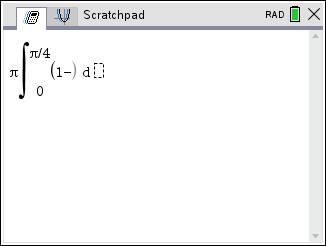 Scratchpad RAD
π∫ π/4 0 (1-) d